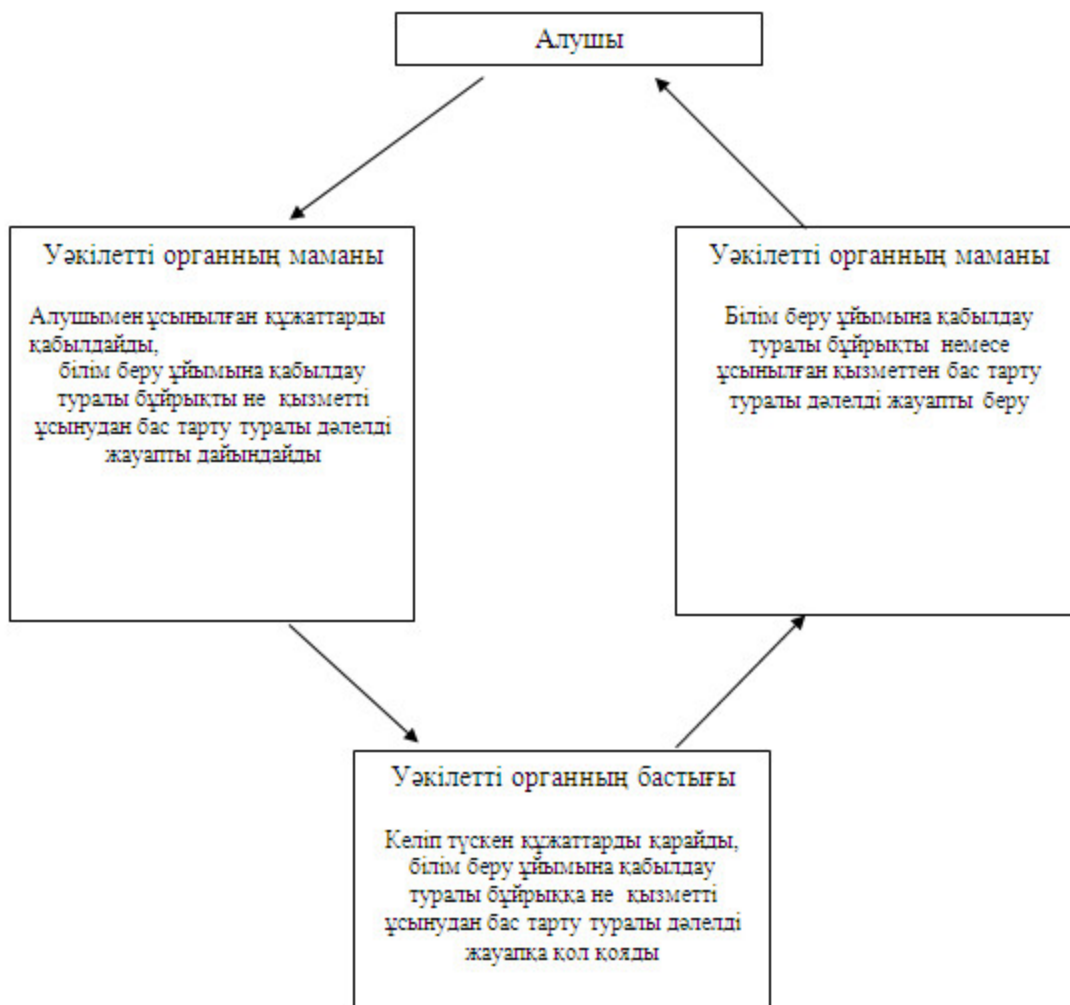 Алушы
Уәкілетті органның маманы
Алушымен ұсынылған құжаттарды
қабылдайды,
білім беру ұйымына қабылдау
туралы бұйрықты не қызметті
ұсынудан бас тарту туралы дәлелді
жауапты дайындайды
Уәкілетті органның маманы
Білім беру ұйымына қабылдау
туралы бұйрықты немесе
ұсынылған қызметтен бас тарту
туралы дәлелді жауапты беру
Уәкілетті органның бастығы
Келіп түскен құжаттарды қарайды,
білім беру ұйымына қабылдау
туралы бұйрыққа не қызметті
ұсынудан бас тарту туралы дәлелді
жауапқа қол қояды